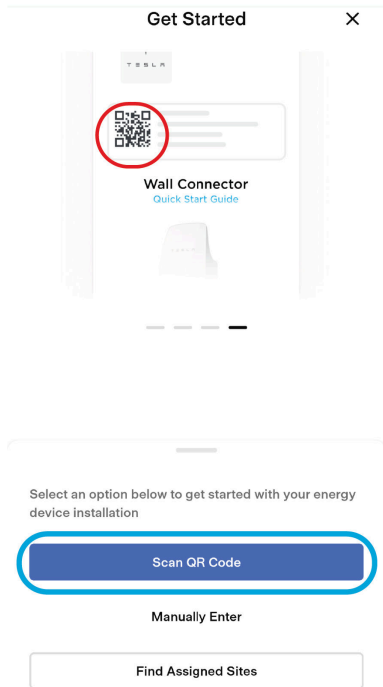 Get Started
TESLA
Wall Connector
Quick Start Guide
Select an option below to get started with your energy
device installation
Scan QR Code
Manually Enter
Find Assigned Sites